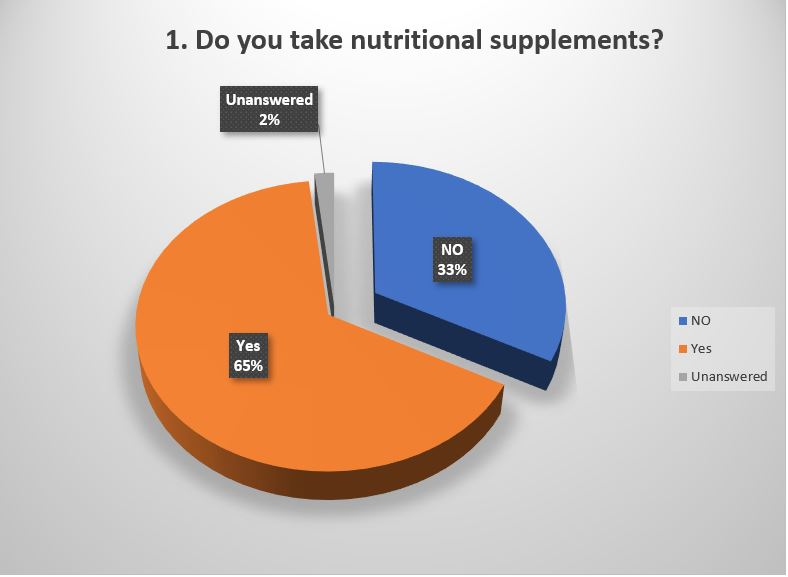 1. Do you take nutritional supplements?
Unanswered
2%
NO
33%
Yes
65%
NO
Yes
Unanswered